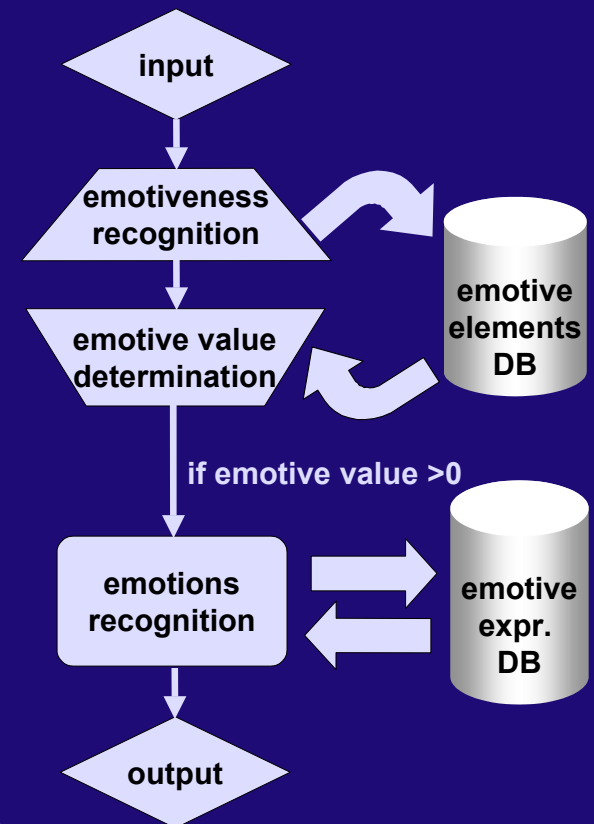 input
emotiveness
recognition
emotive
elements
DB
emotive value
determination
if emotive value >0
emotions
recognition
emotive
expr.
DB
output